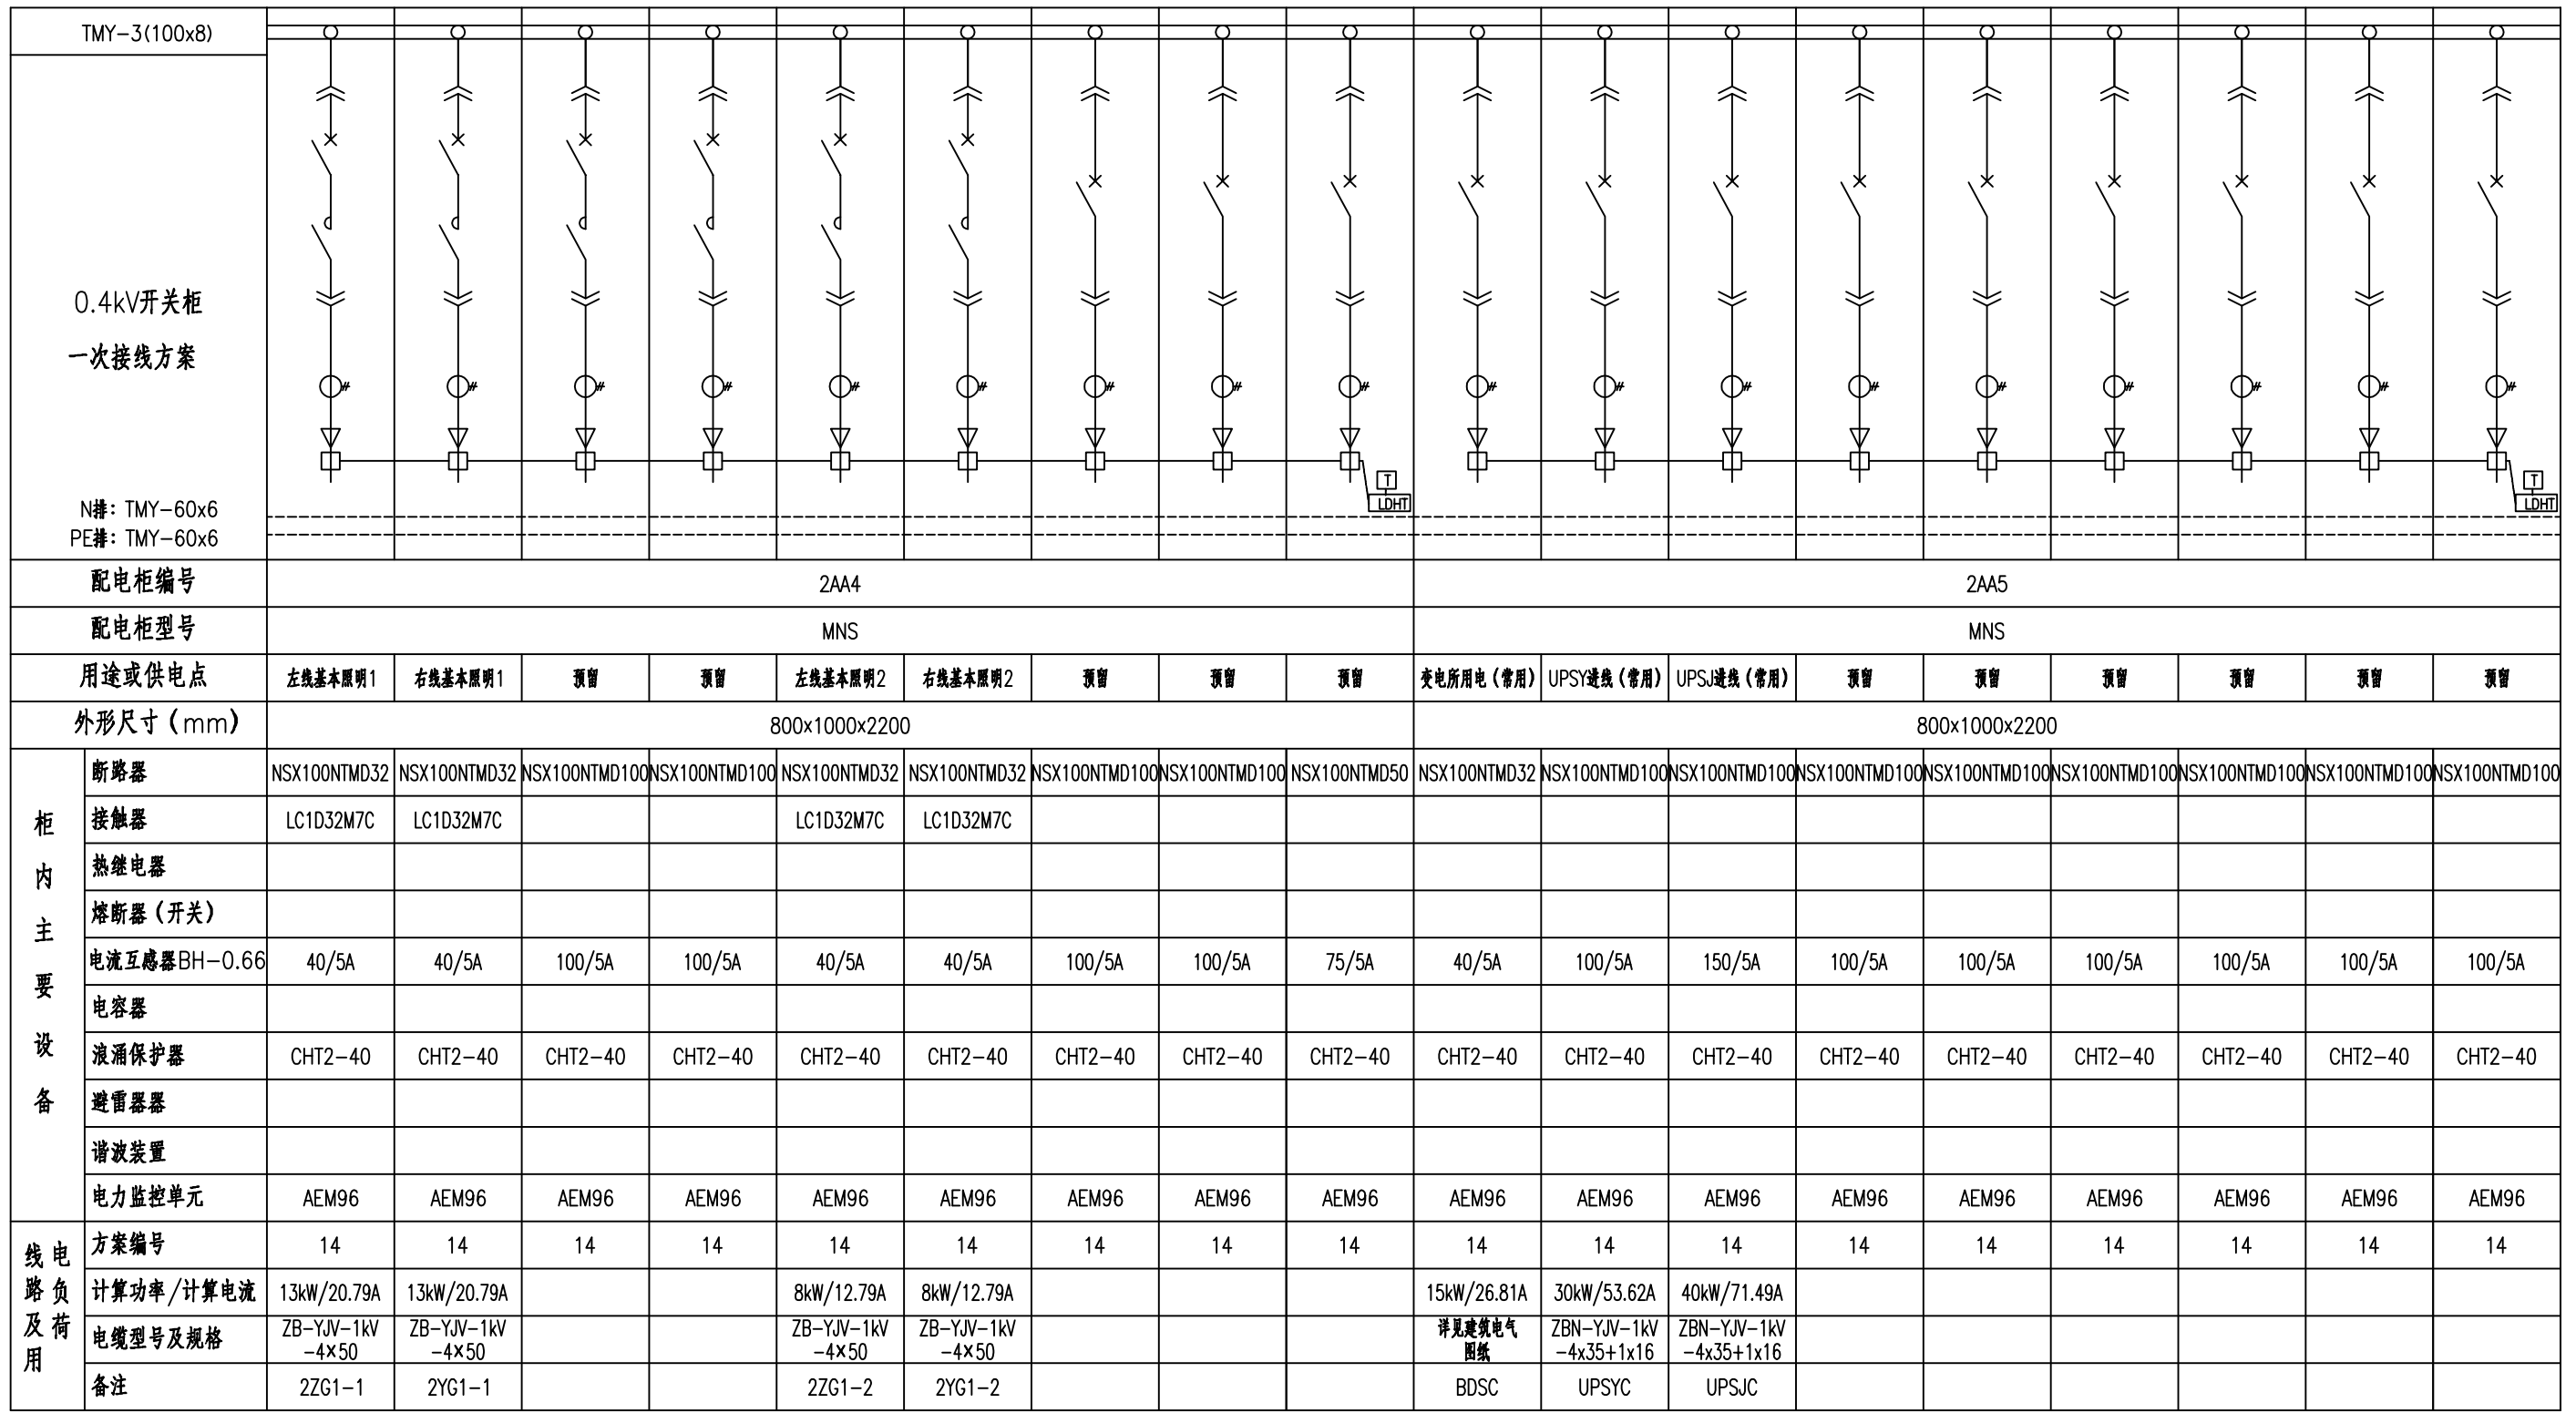 TMY-3(100x8)
0.4kV开关柜
一次接线方案
T
LDHT
T
LDHT
N排: TMY-60x6
PE排: TMY-60x6
配电柜编号 2AA4 2AA5
配电柜型号 MNS MNS
用途或供电点 左线基本照明1 右线基本照明1 预留 预留 左线基本照明2 右线基本照明2 预留 预留 预留 变电所用电(常用) UPSY进线(常用) UPSJ进线(常用) 预留 预留 预留 预留 预留 预留
外形尺寸(mm) 800x1000x2200 800x1000x2200
柜内主要设备
断路器 NSX100NTMD32 NSX100NTMD32 NSX100NTMD100 NSX100NTMD100 NSX100NTMD32 NSX100NTMD32 NSX100NTMD100 NSX100NTMD100 NSX100NTMD50 NSX100NTMD32 NSX100NTMD100 NSX100NTMD100 NSX100NTMD100 NSX100NTMD100 NSX100NTMD100 NSX100NTMD100 NSX100NTMD100 NSX100NTMD100
接触器 LC1D32M7C LC1D32M7C LC1D32M7C LC1D32M7C
热继电器
熔断器(开关)
电流互感器BH-0.66 40/5A 40/5A 100/5A 100/5A 40/5A 40/5A 100/5A 100/5A 75/5A 40/5A 100/5A 150/5A 100/5A 100/5A 100/5A 100/5A 100/5A 100/5A
电容器
浪涌保护器 CHT2-40 CHT2-40 CHT2-40 CHT2-40 CHT2-40 CHT2-40 CHT2-40 CHT2-40 CHT2-40 CHT2-40 CHT2-40 CHT2-40 CHT2-40 CHT2-40 CHT2-40 CHT2-40 CHT2-40 CHT2-40
避雷器器
谐波装置
电力监控单元 AEM96 AEM96 AEM96 AEM96 AEM96 AEM96 AEM96 AEM96 AEM96 AEM96 AEM96 AEM96 AEM96 AEM96 AEM96 AEM96 AEM96 AEM96
线路及用
电负荷
方案编号 14 14 14 14 14 14 14 14 14 14 14 14 14 14 14 14 14 14
计算功率/计算电流 13kW/20.79A 13kW/20.79A 8kW/12.79A 8kW/12.79A 15kW/26.81A 30kW/53.62A 40kW/71.49A
电缆型号及规格 ZB-YJV-1kV ZB-YJV-1kV ZB-YJV-1kV ZB-YJV-1kV 详见建筑电气 ZBN-YJV-1kV ZBN-YJV-1kV
-4×50 -4×50 -4×50 -4×50 图纸 -4x35+1x16 -4x35+1x16
备注 2ZG1-1 2YG1-1 2ZG1-2 2YG1-2 BDSC UPSYC UPSJC